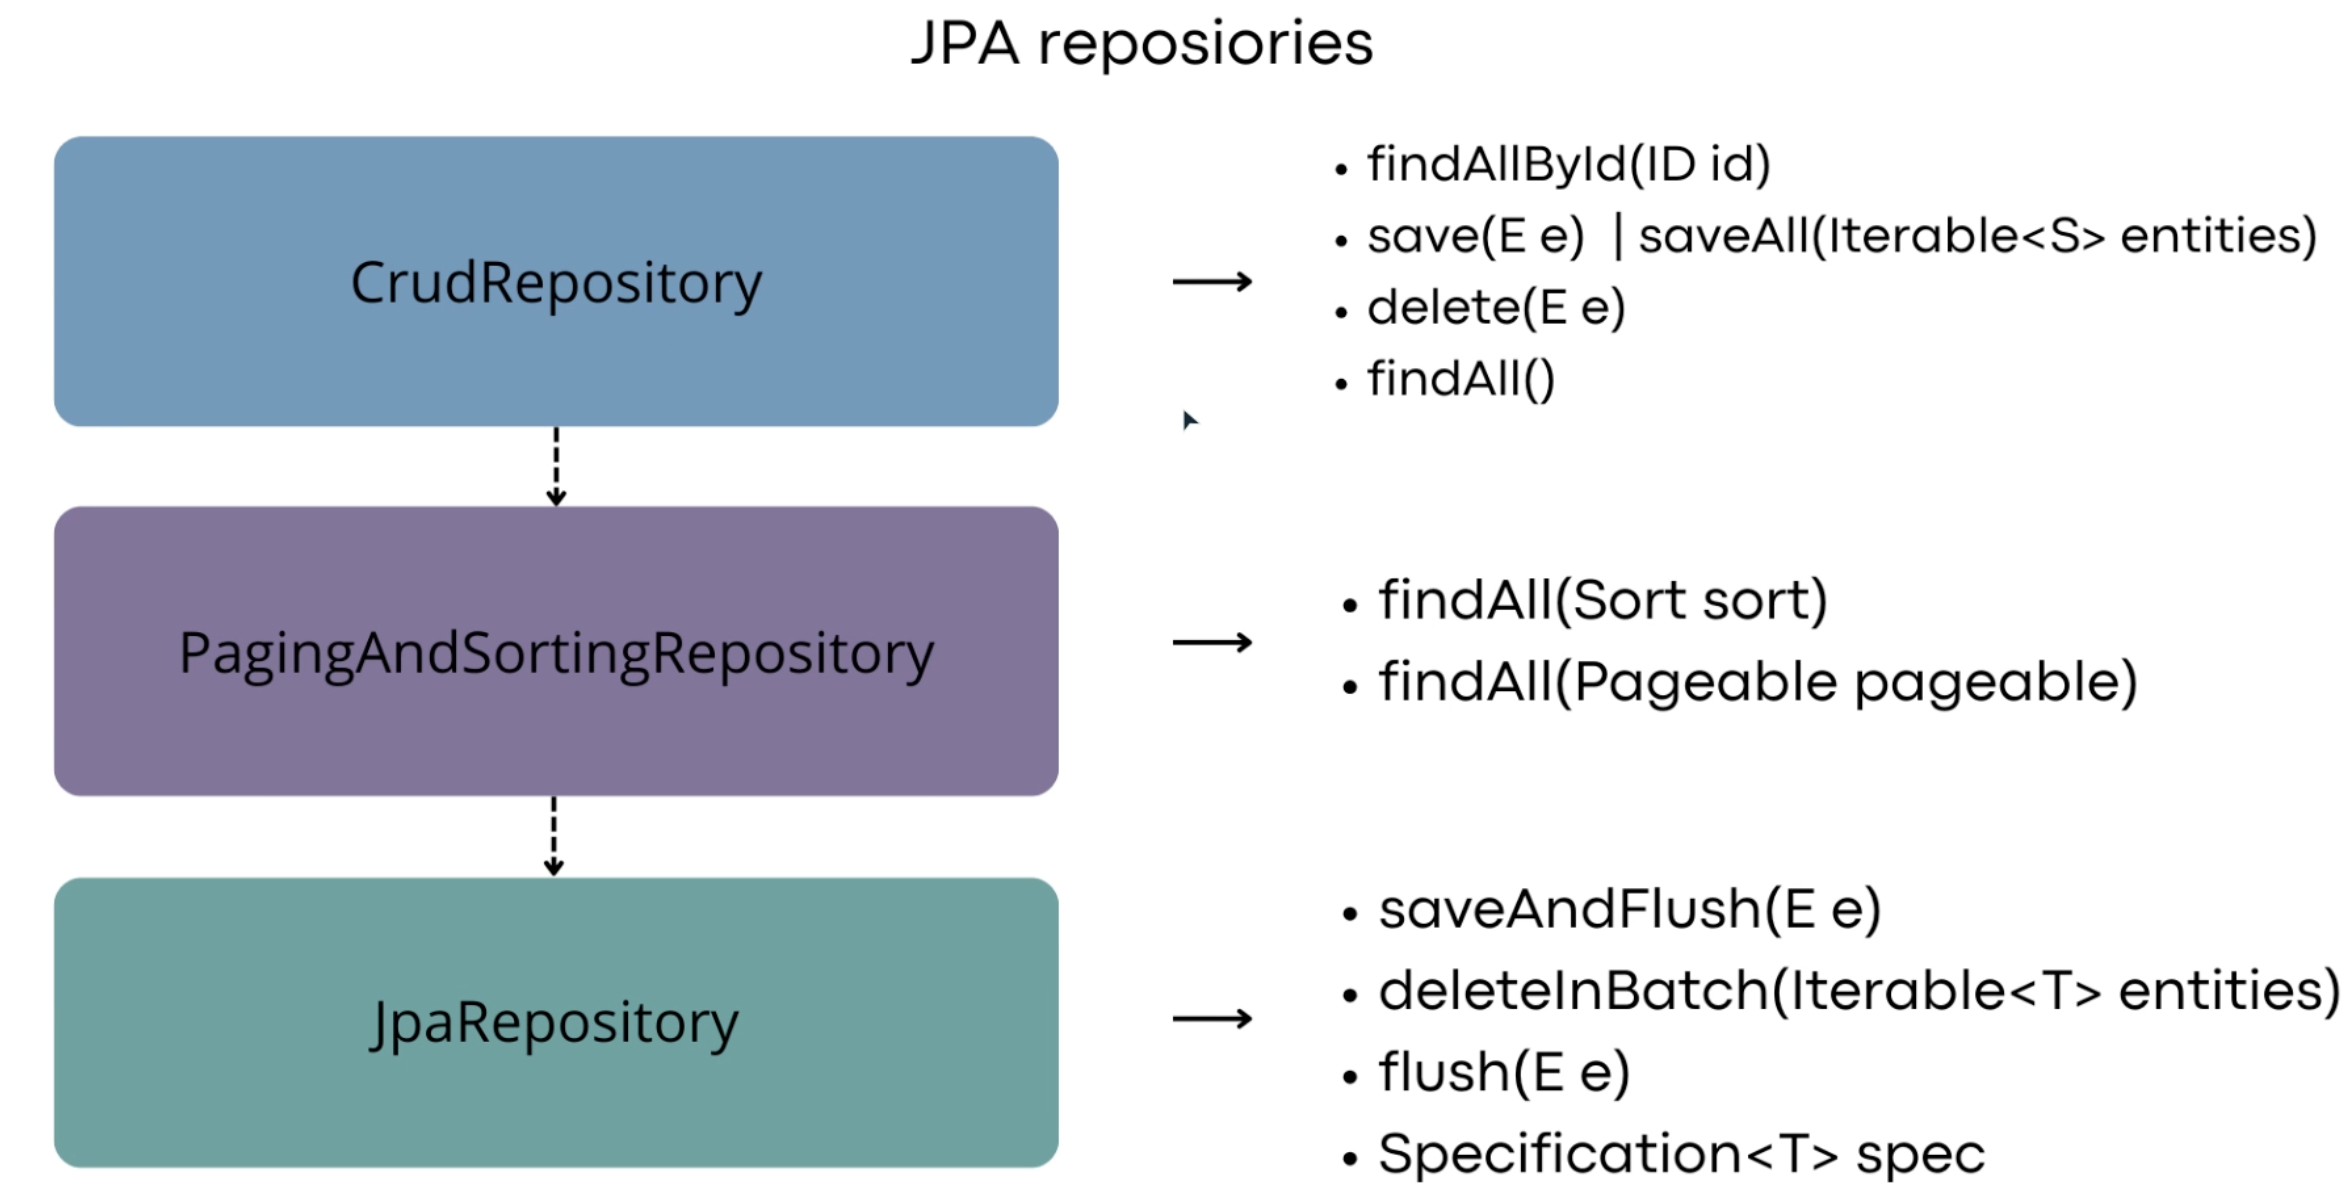 JPA reposiories
CrudRepository
• findAllById(ID id)
• save(E e) | saveAll(Iterable<S> entities)
• delete(E e)
• findAll()
PagingAndSortingRepository
• findAll(Sort sort)
• findAll(Pageable pageable)
JpaRepository
• saveAndFlush(E e)
• deleteInBatch(Iterable<T> entities)
• flush(E e)
• Specification<T> spec